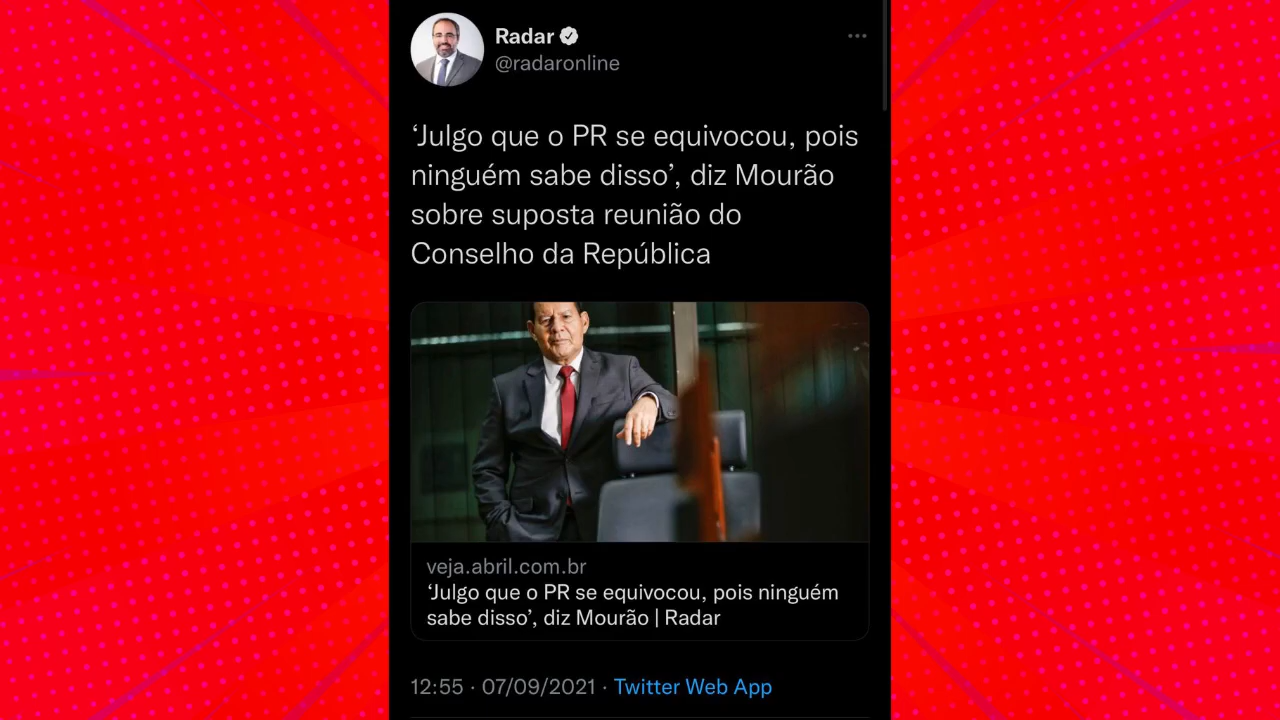 Radar
@radaronline
‘Julgo que o PR se equivocou, pois
ninguém sabe disso’, diz Mourão
sobre suposta reunião do
Conselho da República
veja.abril.com.br
‘Julgo que o PR se equivocou, pois ninguém
sabe disso’, diz Mourão | Radar
12:55 · 07/09/2021 · Twitter Web App